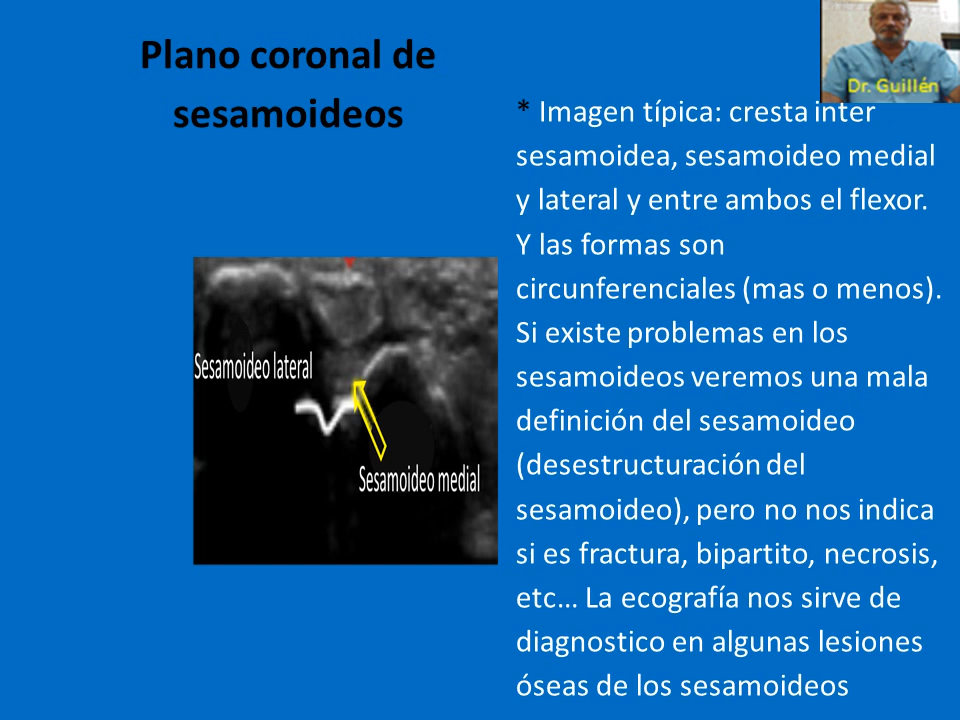 Plano coronal de
sesamoideos
Dr. Guillén
* Imagen típica: cresta inter
sesamoidea, sesamoideo medial
y lateral y entre ambos el flexor.
Y las formas son
circunferenciales (mas o menos).
Si existe problemas en los
sesamoideos veremos una mala
definición del sesamoideo
(desestructuración del
sesamoideo), pero no nos indica
si es fractura, bipartito, necrosis,
etc… La ecografía nos sirve de
diagnostico en algunas lesiones
óseas de los sesamoideos
Sesamoideo lateral
Sesamoideo medial